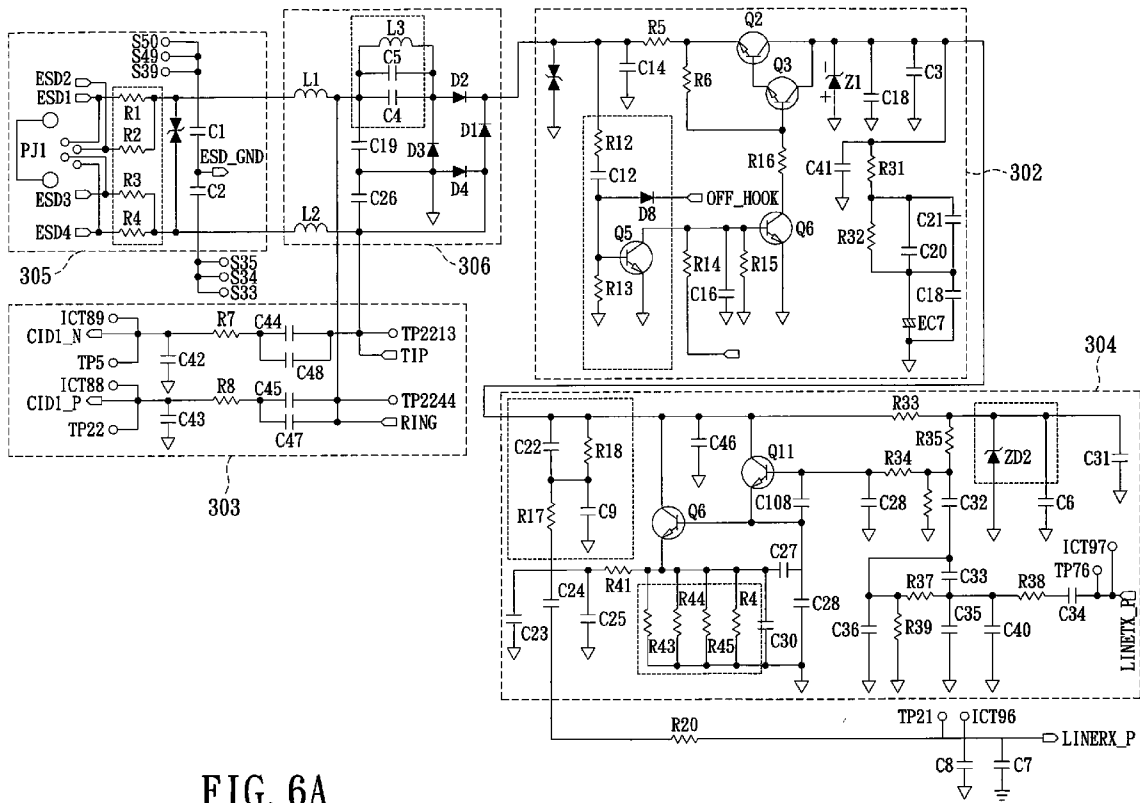 S50
S49
S39
ESD2
ESD1
R1
R2
PJ1
C1
ESD_GND
C2
R3
ESD3
R4
ESD4
305
S35
S34
S33
L1
L2
L3
C5
C4
C19
C26
D2
D1
D3
D4
306
ICT89
CID1_N
TP5
R7
C44
C48
C42
TP2213
TIP
ICT88
CID1_P
TP22
R8
C45
C47
C43
TP2244
RING
303
R5
Q2
Q3
C14
R6
Z1
C18
C3
R12
C12
D8
OFF_HOOK
R16
Q5
Q6
R13
R14
C16
R15
C41
R31
R32
C21
C20
C18
EC7
302
304
C22
R18
R17
C9
C46
Q11
Q6
C108
R33
R35
R34
ZD2
C31
C28
C32
C6
C27
R41
C24
C25
C23
R44
R4
R43
R45
C30
C28
C33
R37
R38
C36
R39
C35
C40
C34
TP76
ICT97
LINETX_P
R20
TP21
ICT96
LINERX_P
C8
C7
FIG. 6A